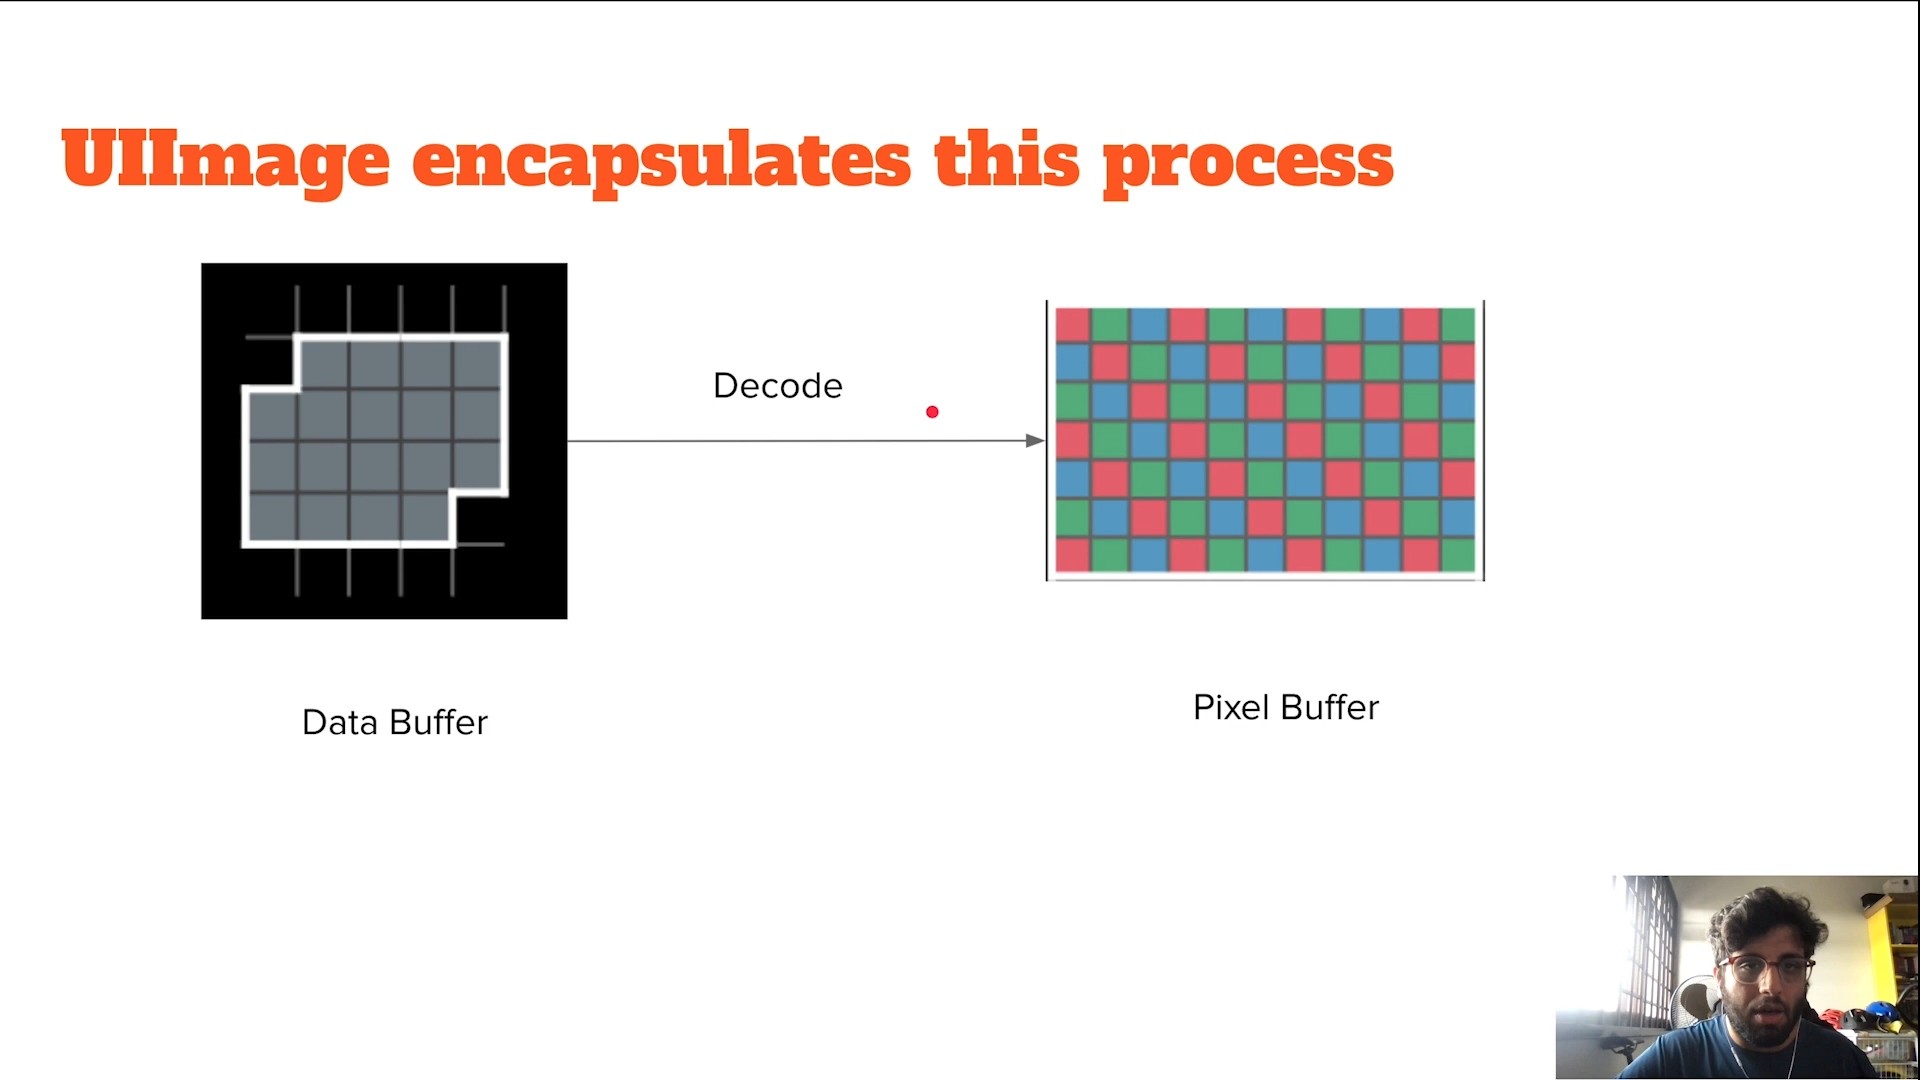 UIImage encapsulates this process
Decode
Data Buffer
Pixel Buffer